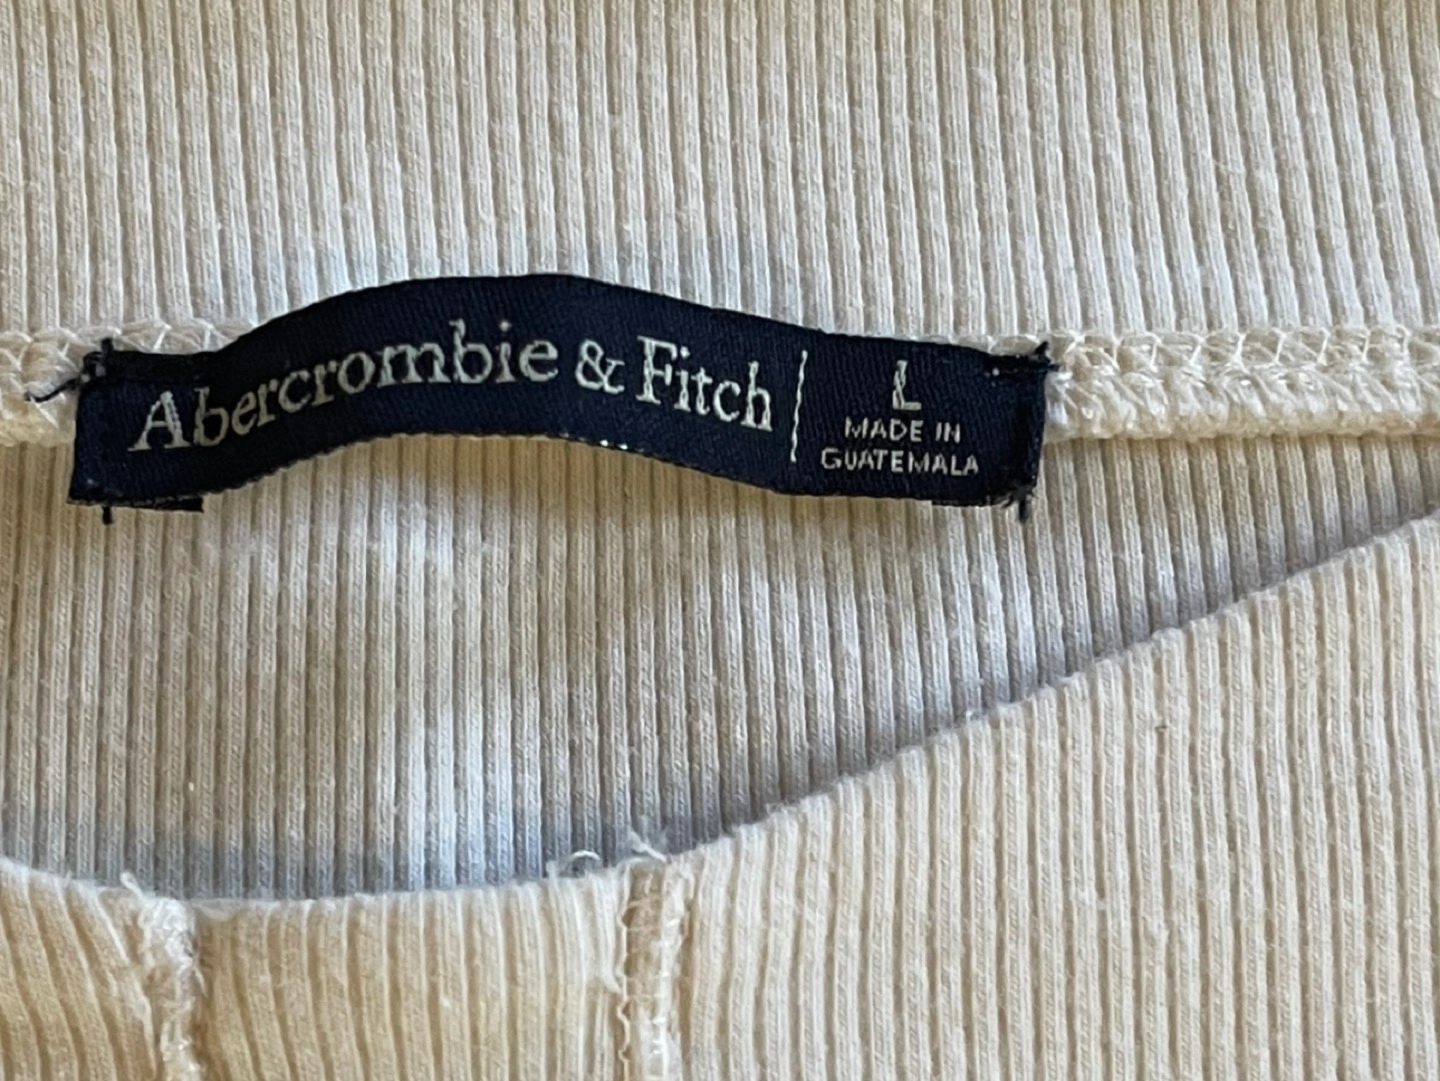 Abercrombie & Fitch | L
MADE IN
GUATEMALA